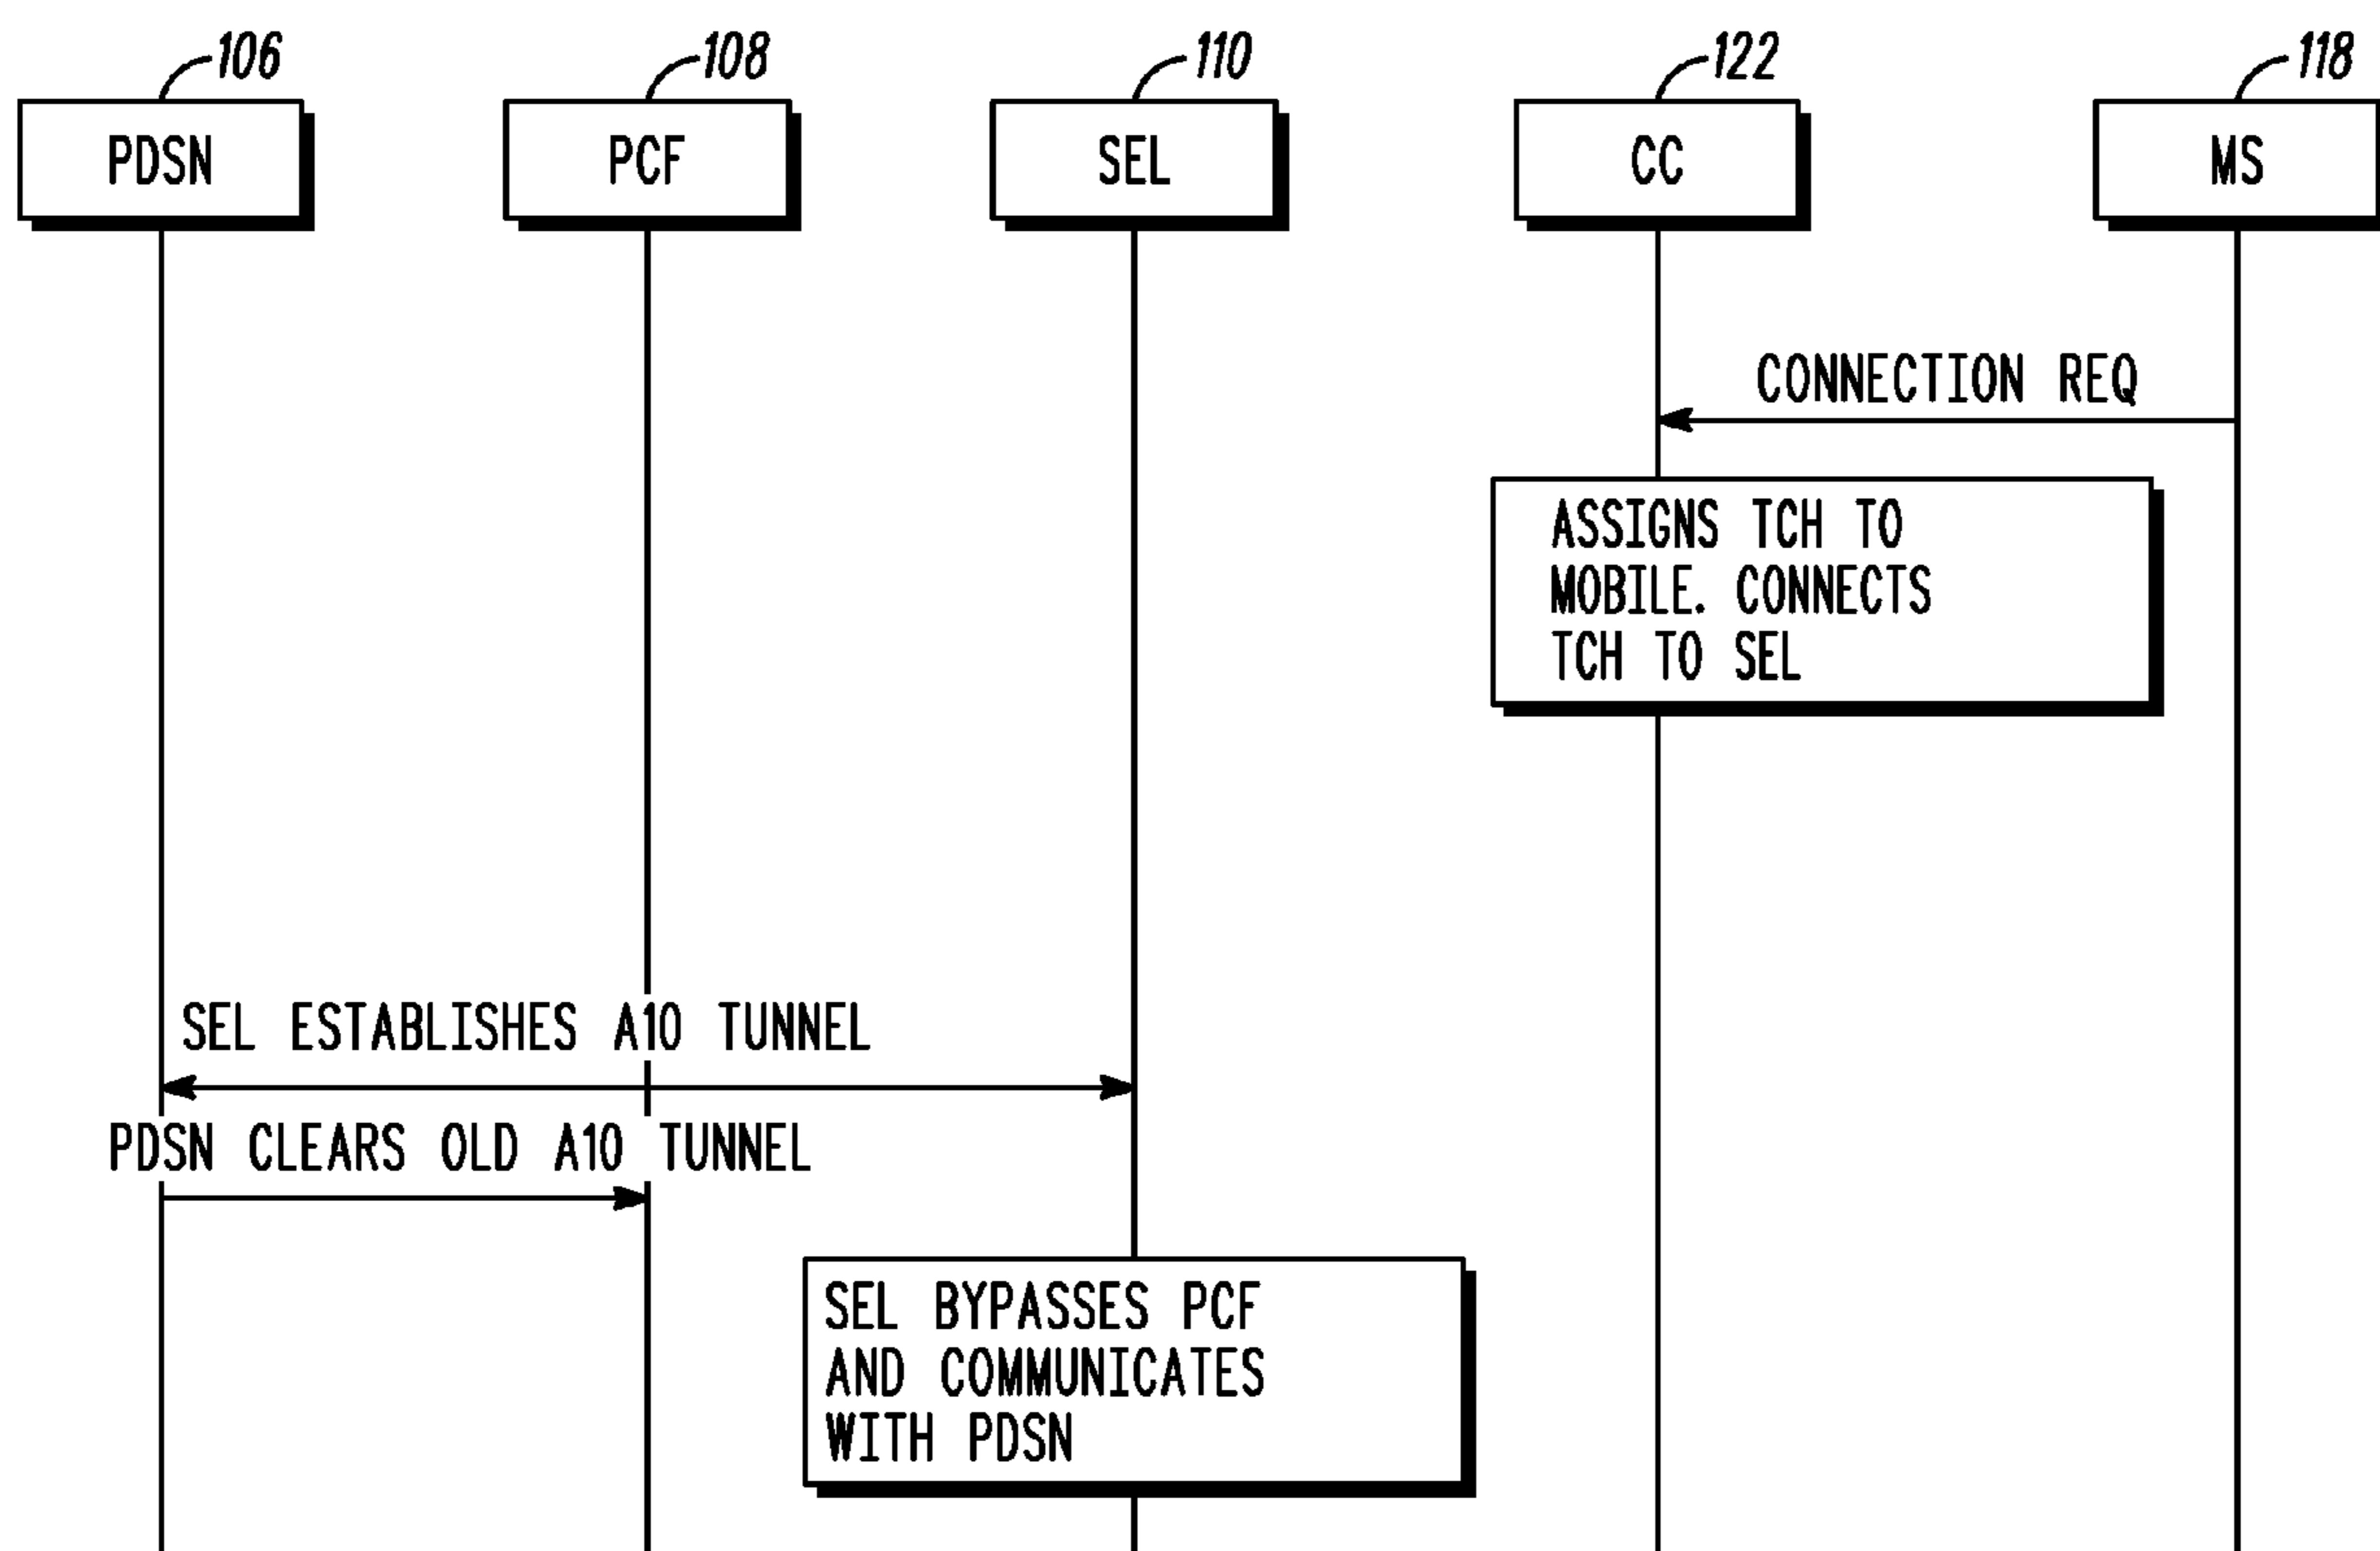 106
108
110
122
118
PDSN
PCF
SEL
CC
MS
CONNECTION REQ
ASSIGNS TCH TO
MOBILE. CONNECTS
TCH TO SEL
SEL ESTABLISHES A10 TUNNEL
PDSN CLEARS OLD A10 TUNNEL
SEL BYPASSES PCF
AND COMMUNICATES
WITH PDSN